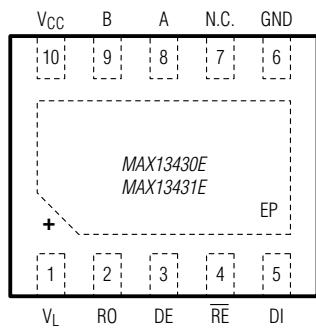 VCC B A N.C. GND
10 9 8 7 6
MAX13430E
MAX13431E
EP
+
1 2 3 4 5
VL RO DE R̅E̅ DI